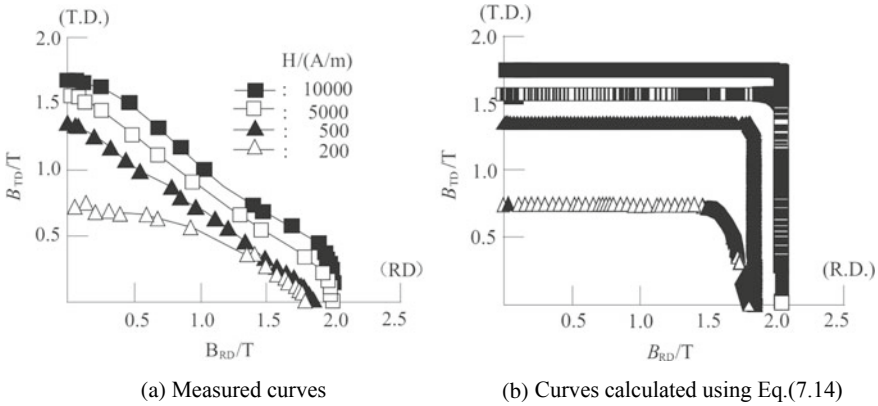 (T.D.)
2.0
1.5
1.0
0.5
B_TD/T
H/(A/m)
: 10000
: 5000
: 500
: 200
(RD)
0.5
1.0
1.5
2.0
2.5
B_RD/T
(a) Measured curves
(T.D.)
2.0
1.5
1.0
0.5
B_TD/T
(R.D.)
0.5
1.0
1.5
2.0
2.5
B_RD/T
(b) Curves calculated using Eq.(7.14)